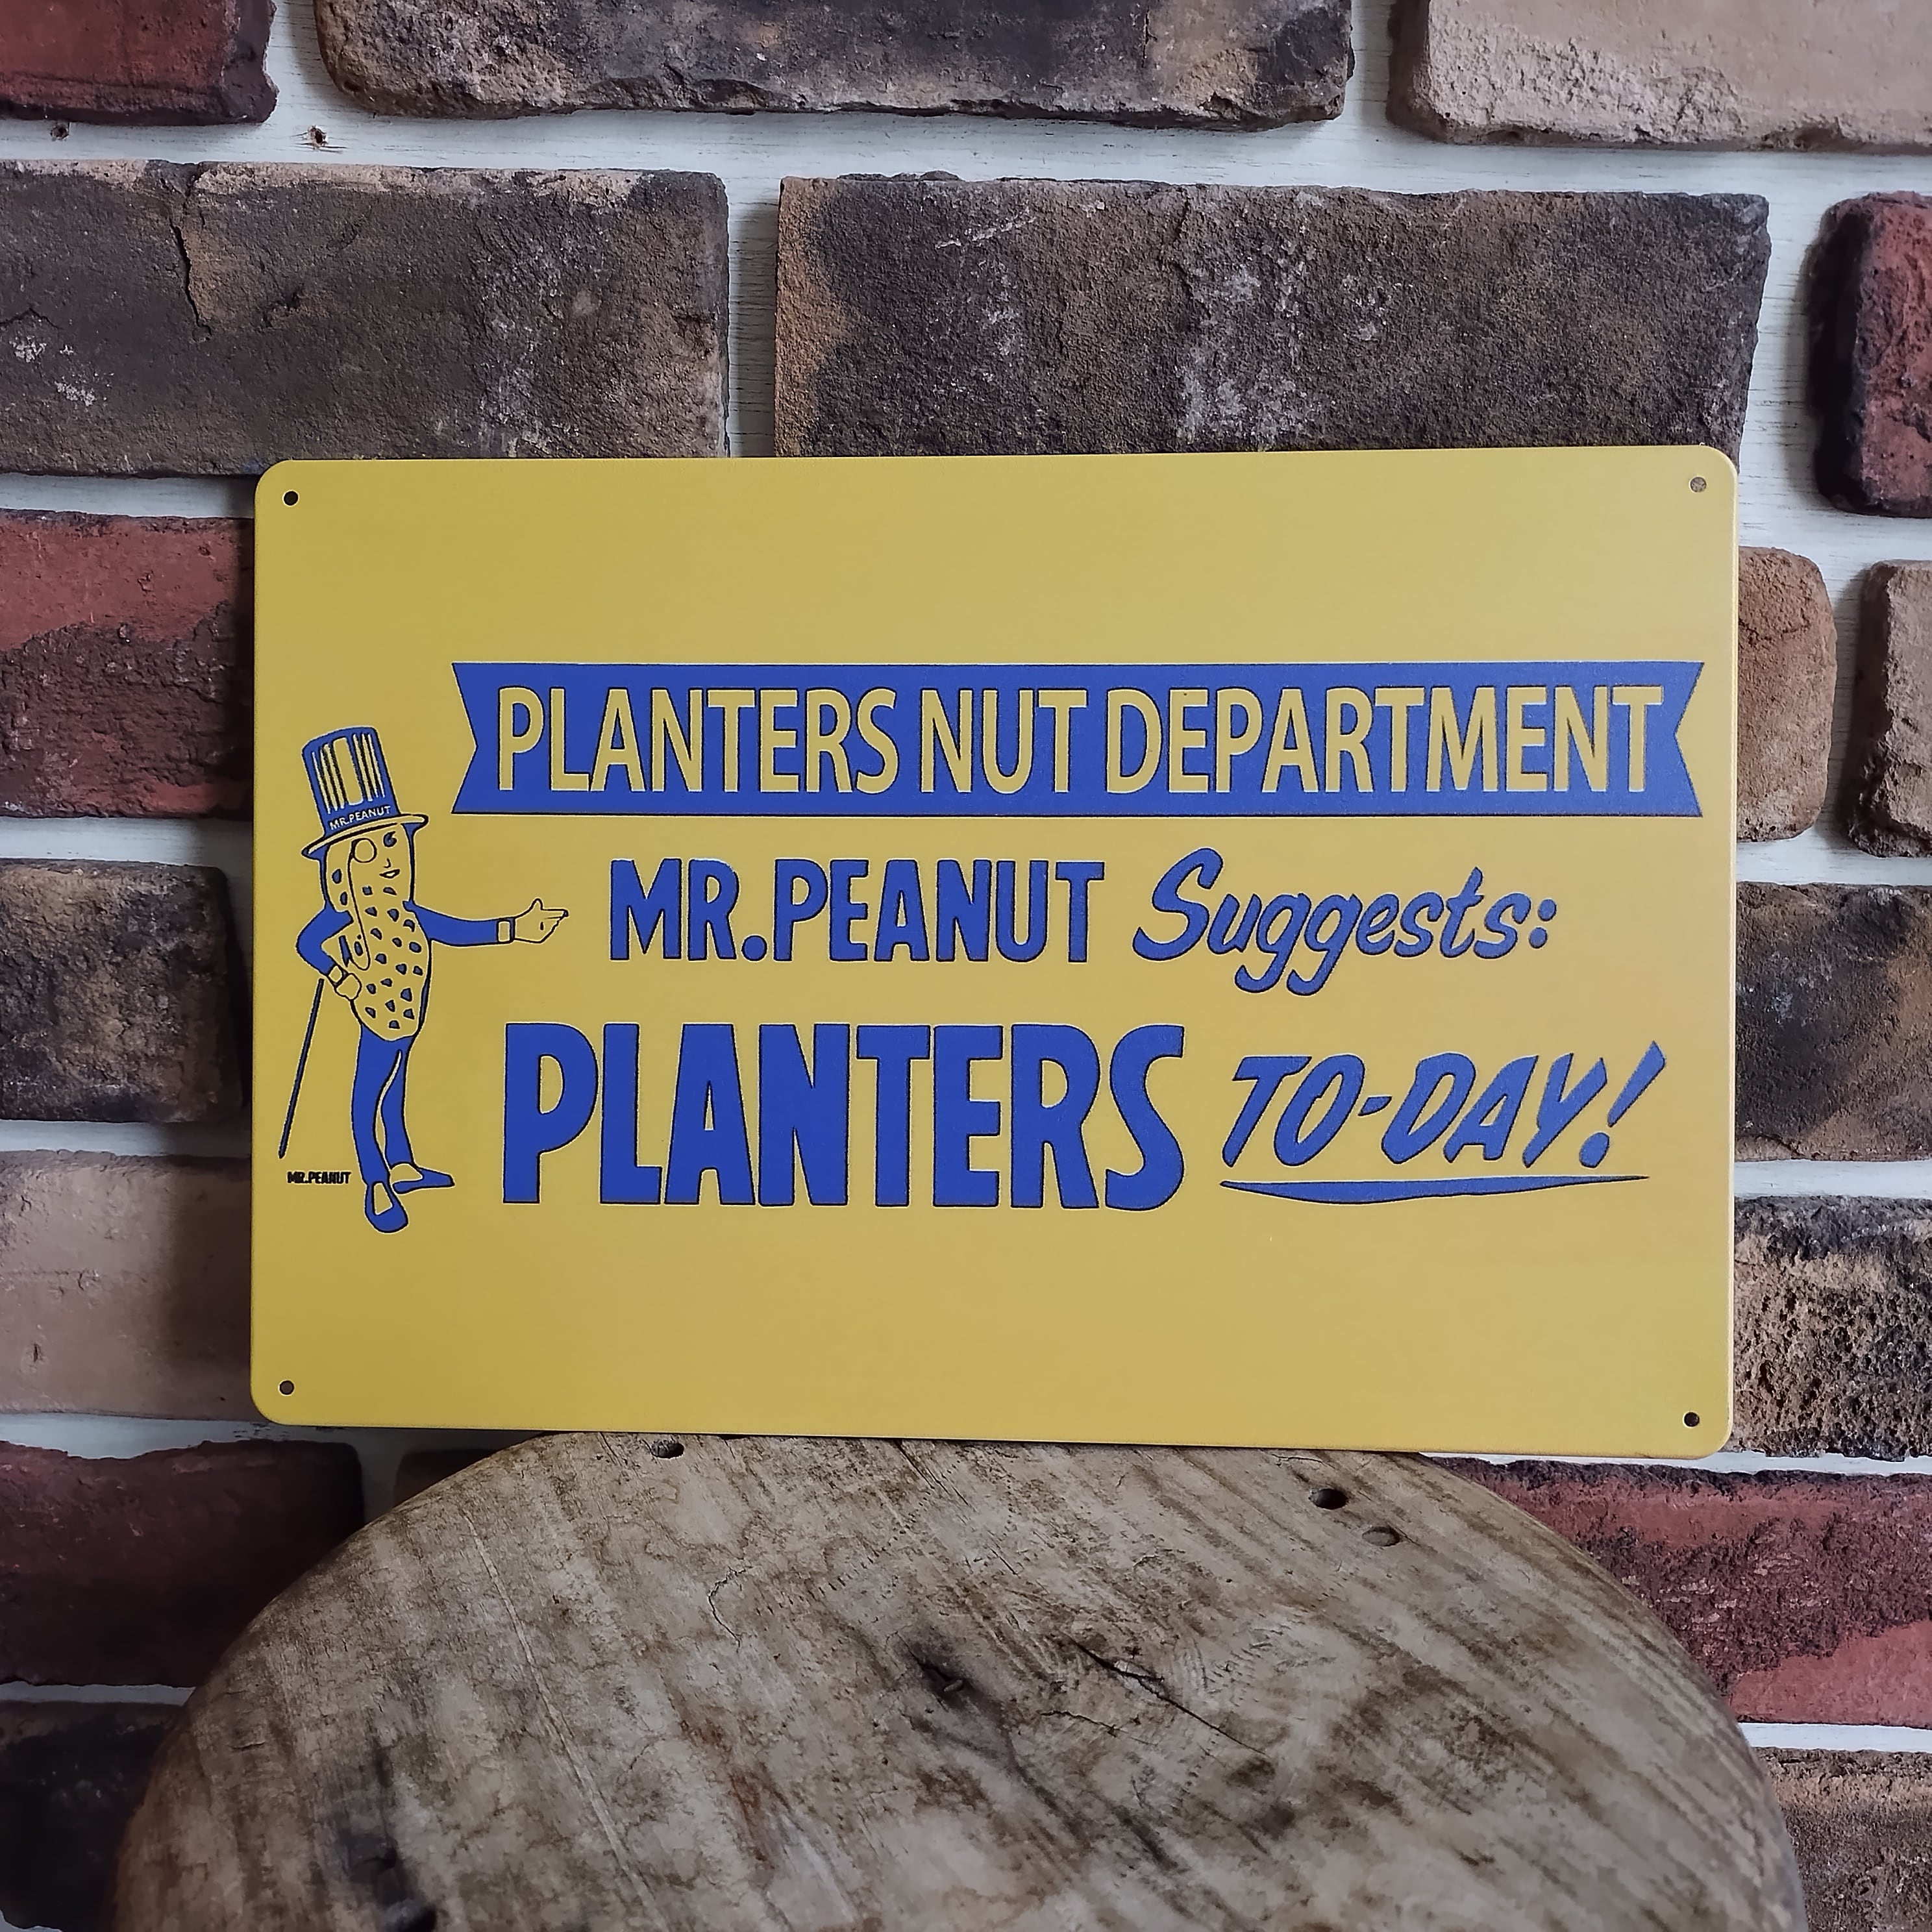 PLANTERS NUT DEPARTMENT
MR.PEANUT
MR.PEANUT Suggests:
PLANTERS TO-DAY!
MR.PEANUT